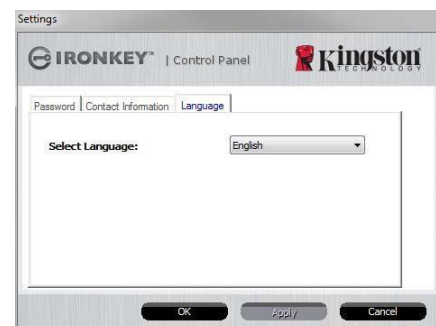 Settings
IRONKEY™ | Control Panel
Kingston
TECHNOLOGY
Password Contact Information Language
Select Language: English
OK Apply Cancel